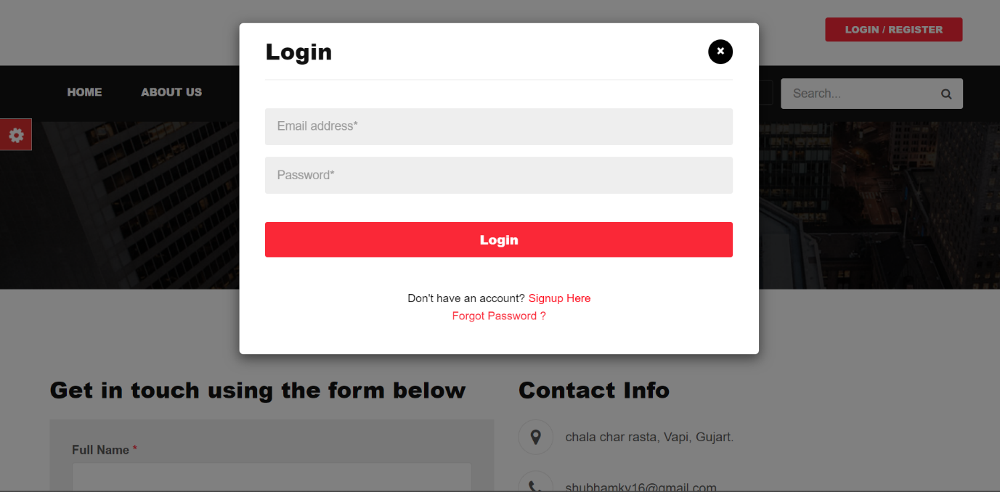 LOGIN / REGISTER
Login
HOME ABOUT US
Search...
Email address*
Password*
Login
Don't have an account? Signup Here
Forgot Password ?
Get in touch using the form below
Contact Info
chala char rasta, Vapi, Gujart.
Full Name *
shubhamky16@gmail.com